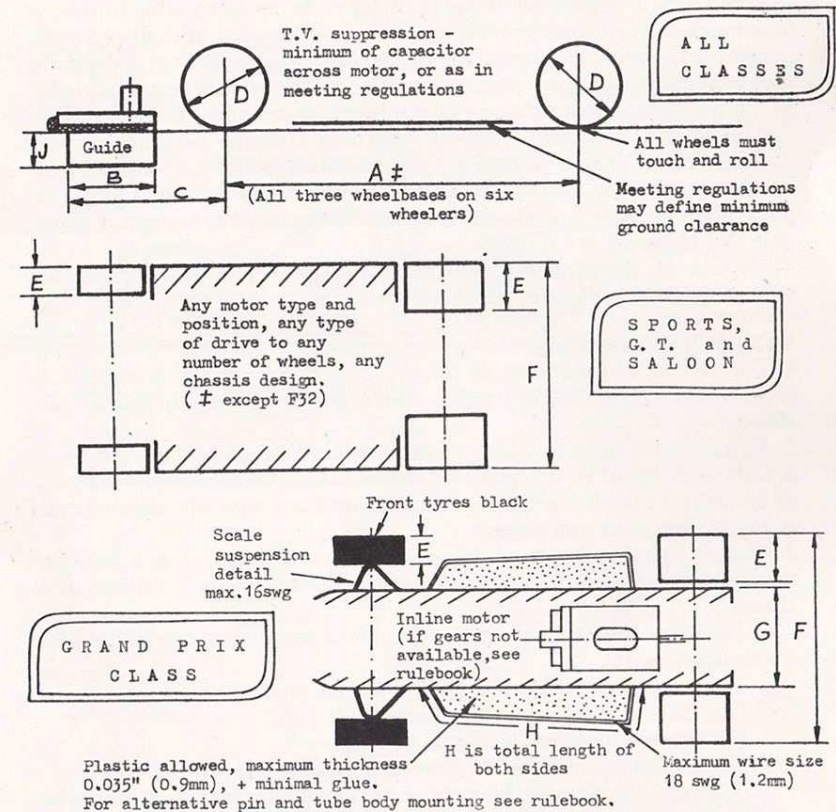 T.V. suppression -
minimum of capacitor
across motor, or as in
meeting regulations
ALL
CLASSES
D
D
J
Guide
B
C
A ‡
(All three wheelbases on six
wheelers)
All wheels must
touch and roll
Meeting regulations
may define minimum
ground clearance
E
E
F
Any motor type and
position, any type
of drive to any
number of wheels, any
chassis design.
(‡ except F32)
SPORTS,
G.T. and
SALOON
Front tyres black
Scale
suspension
detail
max.16swg
E
E
G
F
Inline motor
(if gears not
available,see
rulebook)
GRAND PRIX
CLASS
H
H is total length of
both sides
Maximum wire size
18 swg (1.2mm)
Plastic allowed, maximum thickness
0.035" (0.9mm), + minimal glue.
For alternative pin and tube body mounting see rulebook.